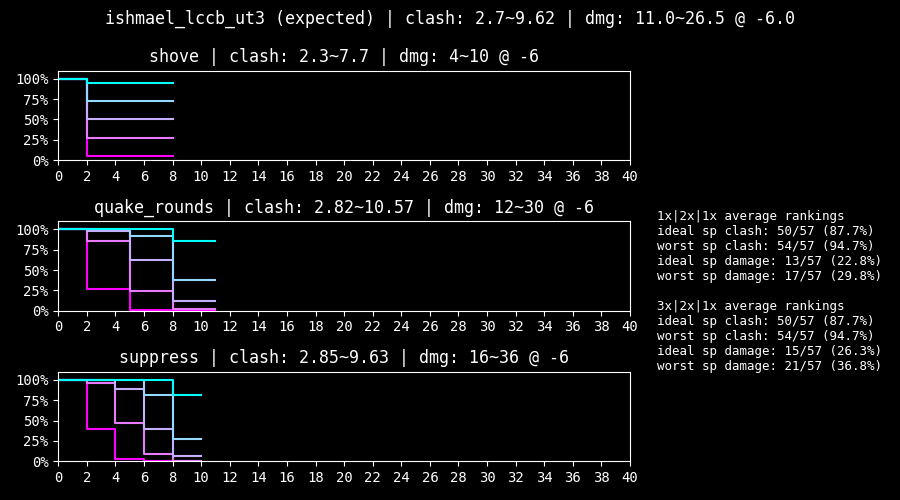 ishmael_lccb_ut3 (expected) | clash: 2.7~9.62 | dmg: 11.0~26.5 @ -6.0
shove | clash: 2.3~7.7 | dmg: 4~10 @ -6
100%
75%
50%
25%
0%
0 2 4 6 8 10 12 14 16 18 20 22 24 26 28 30 32 34 36 38 40
quake_rounds | clash: 2.82~10.57 | dmg: 12~30 @ -6
100%
75%
50%
25%
0%
0 2 4 6 8 10 12 14 16 18 20 22 24 26 28 30 32 34 36 38 40
suppress | clash: 2.85~9.63 | dmg: 16~36 @ -6
100%
75%
50%
25%
0%
0 2 4 6 8 10 12 14 16 18 20 22 24 26 28 30 32 34 36 38 40
1x|2x|1x average rankings
ideal sp clash: 50/57 (87.7%)
worst sp clash: 54/57 (94.7%)
ideal sp damage: 13/57 (22.8%)
worst sp damage: 17/57 (29.8%)
3x|2x|1x average rankings
ideal sp clash: 50/57 (87.7%)
worst sp clash: 54/57 (94.7%)
ideal sp damage: 15/57 (26.3%)
worst sp damage: 21/57 (36.8%)